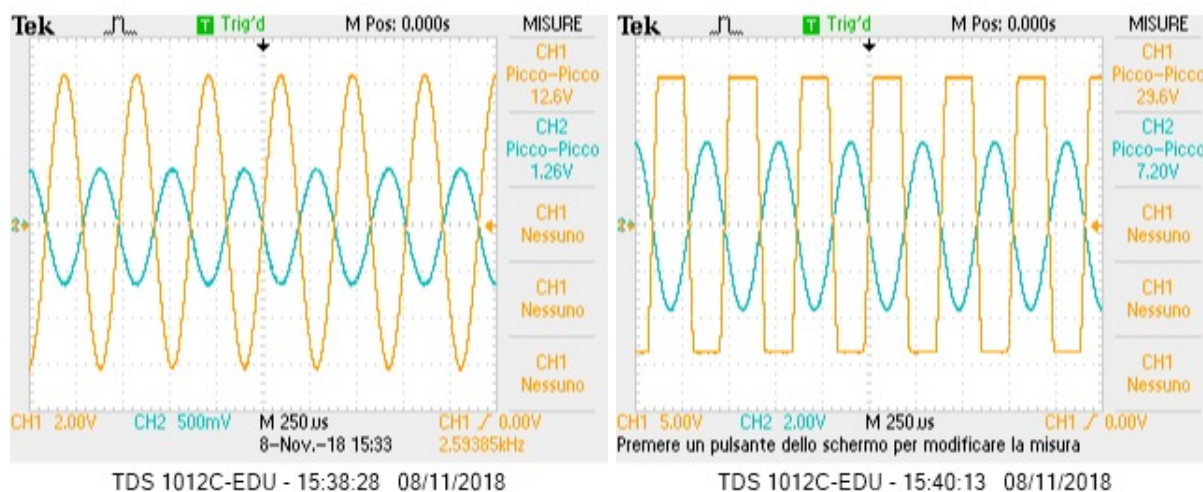 Tek Trig'd M Pos: 0.000s MISURE
CH1
Picco-Picco
12.6V
CH2
Picco-Picco
1.26V
CH1
Nessuno
CH1
Nessuno
CH1
Nessuno
2
CH1 2.00V CH2 500mV M 250µs CH1 / 0.00V
8-Nov.-18 15:33 2.59385kHz
TDS 1012C-EDU - 15:38:28 08/11/2018
Tek Trig'd M Pos: 0.000s MISURE
CH1
Picco-Picco
29.6V
CH2
Picco-Picco
7.20V
CH1
Nessuno
CH1
Nessuno
CH1
Nessuno
2
CH1 5.00V CH2 2.00V M 250µs CH1 / 0.00V
Premere un pulsante dello schermo per modificare la misura
TDS 1012C-EDU - 15:40:13 08/11/2018